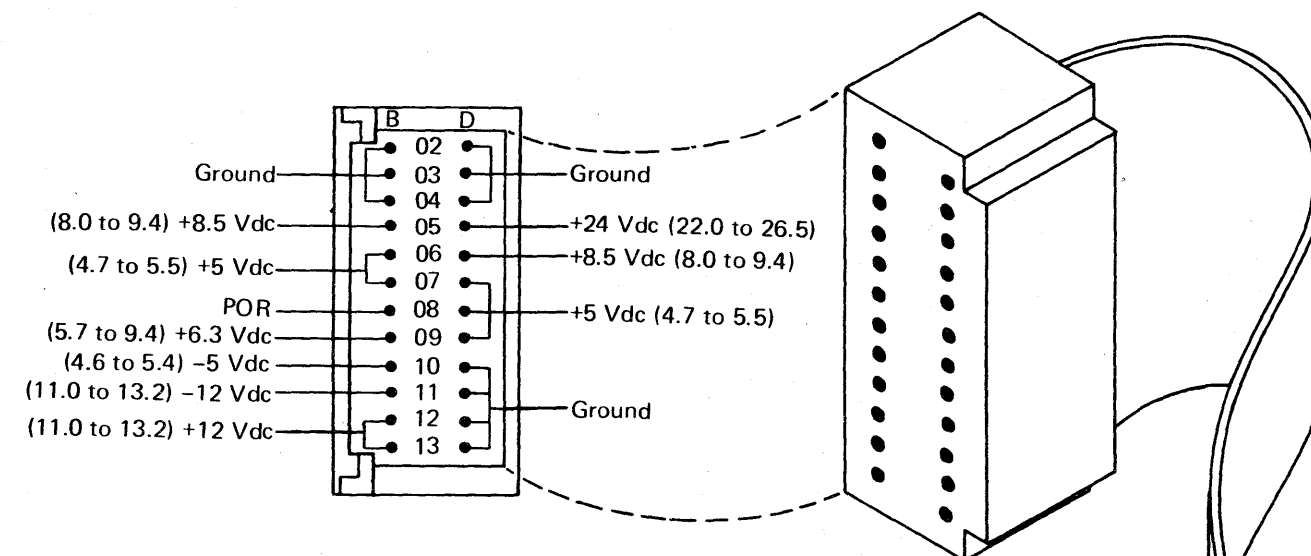 B D
02
Ground 03 Ground
04
(8.0 to 9.4) +8.5 Vdc 05 +24 Vdc (22.0 to 26.5)
06 +8.5 Vdc (8.0 to 9.4)
(4.7 to 5.5) +5 Vdc
07
POR 08 +5 Vdc (4.7 to 5.5)
(5.7 to 9.4) +6.3 Vdc 09
(4.6 to 5.4) −5 Vdc 10
(11.0 to 13.2) −12 Vdc 11
Ground
12
(11.0 to 13.2) +12 Vdc
13